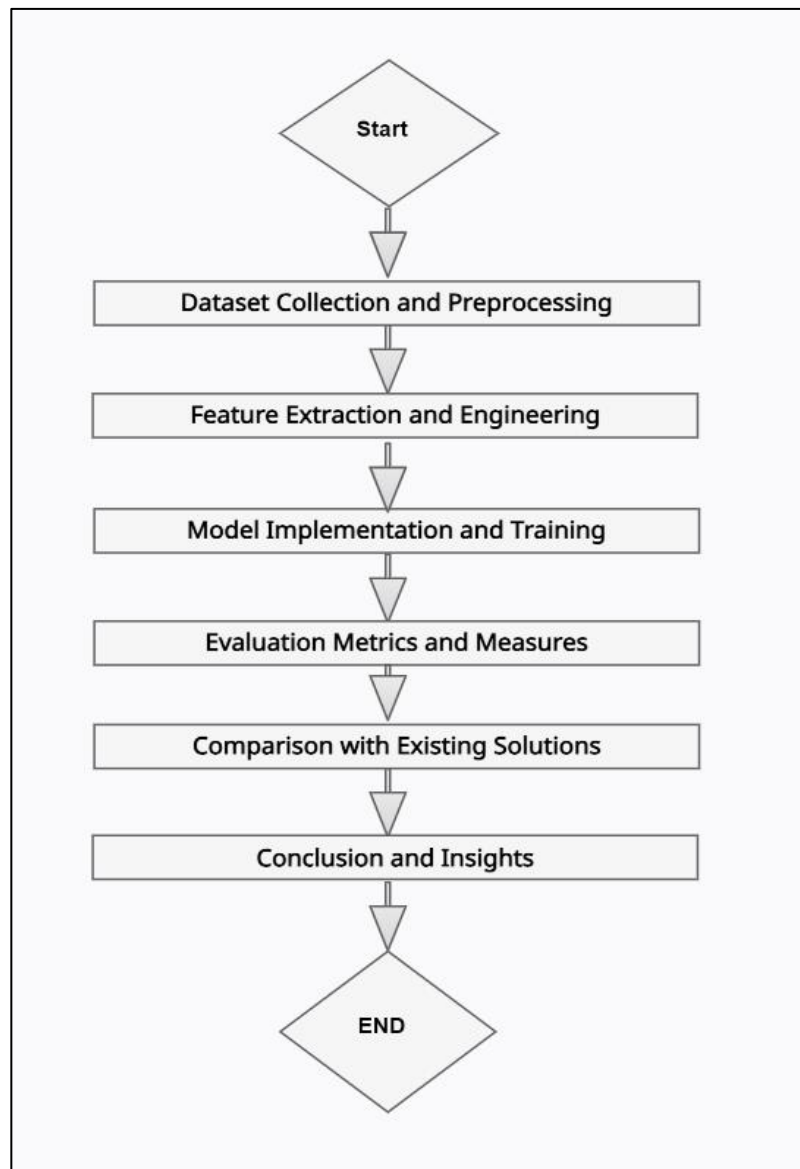 Start
Dataset Collection and Preprocessing
Feature Extraction and Engineering
Model Implementation and Training
Evaluation Metrics and Measures
Comparison with Existing Solutions
Conclusion and Insights
END